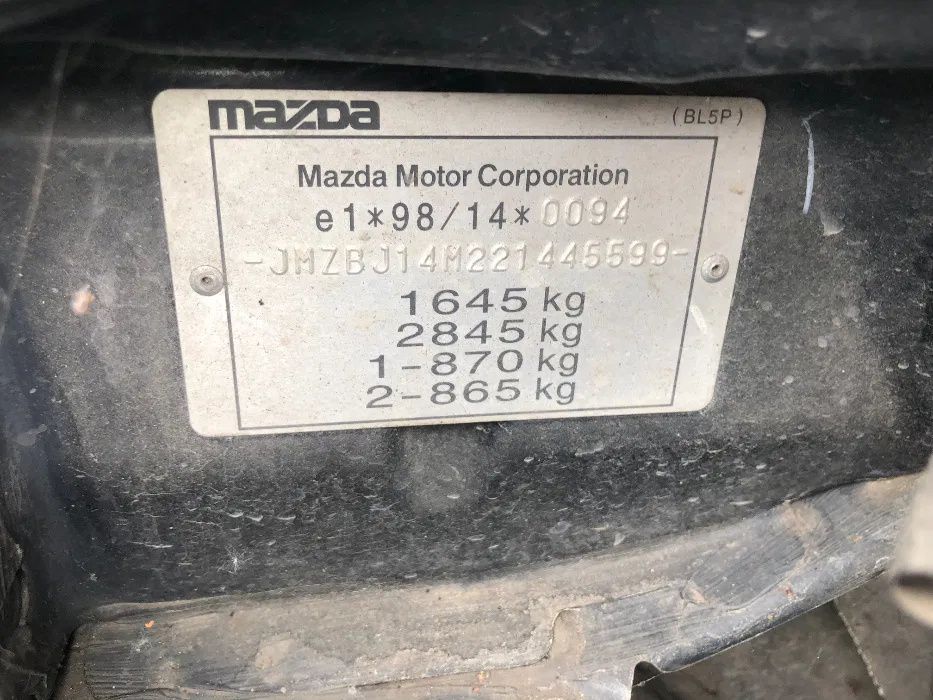 mazda
(BL5P)
Mazda Motor Corporation
e1*98/14*0094
-JMZBJ14M221445599-
1645 kg
2845 kg
1-870 kg
2-865 kg